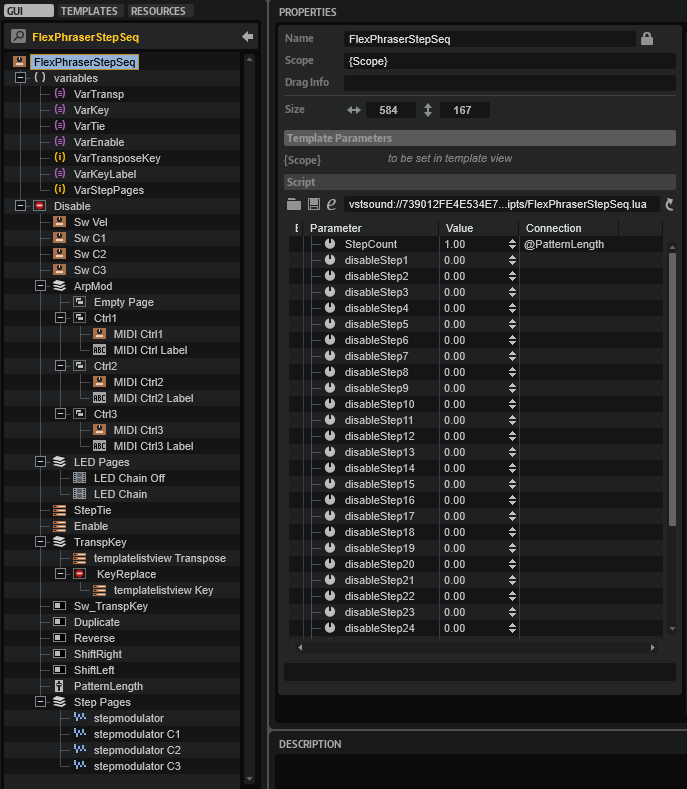 GUI TEMPLATES RESOURCES
FlexPhraserStepSeq
FlexPhraserStepSeq
variables
VarTransp
VarKey
VarTie
VarEnable
VarTransposeKey
VarKeyLabel
VarStepPages
Disable
Sw Vel
Sw C1
Sw C2
Sw C3
ArpMod
Empty Page
Ctrl1
MIDI Ctrl1
MIDI Ctrl Label
Ctrl2
MIDI Ctrl2
MIDI Ctrl2 Label
Ctrl3
MIDI Ctrl3
MIDI Ctrl3 Label
LED Pages
LED Chain Off
LED Chain
StepTie
Enable
TranspKey
templatelistview Transpose
KeyReplace
templatelistview Key
Sw_TranspKey
Duplicate
Reverse
ShiftRight
ShiftLeft
PatternLength
Step Pages
stepmodulator
stepmodulator C1
stepmodulator C2
stepmodulator C3
PROPERTIES
Name FlexPhraserStepSeq
Scope {Scope}
Drag Info
Size 584 167
Template Parameters
{Scope} to be set in template view
Script
vstsound://739012FE4E534E7...ipts/FlexPhraserStepSeq.lua
Parameter Value Connection
StepCount 1.00 @PatternLength
disableStep1 0.00
disableStep2 0.00
disableStep3 0.00
disableStep4 0.00
disableStep5 0.00
disableStep6 0.00
disableStep7 0.00
disableStep8 0.00
disableStep9 0.00
disableStep10 0.00
disableStep11 0.00
disableStep12 0.00
disableStep13 0.00
disableStep14 0.00
disableStep15 0.00
disableStep16 0.00
disableStep17 0.00
disableStep18 0.00
disableStep19 0.00
disableStep20 0.00
disableStep21 0.00
disableStep22 0.00
disableStep23 0.00
disableStep24 0.00
DESCRIPTION